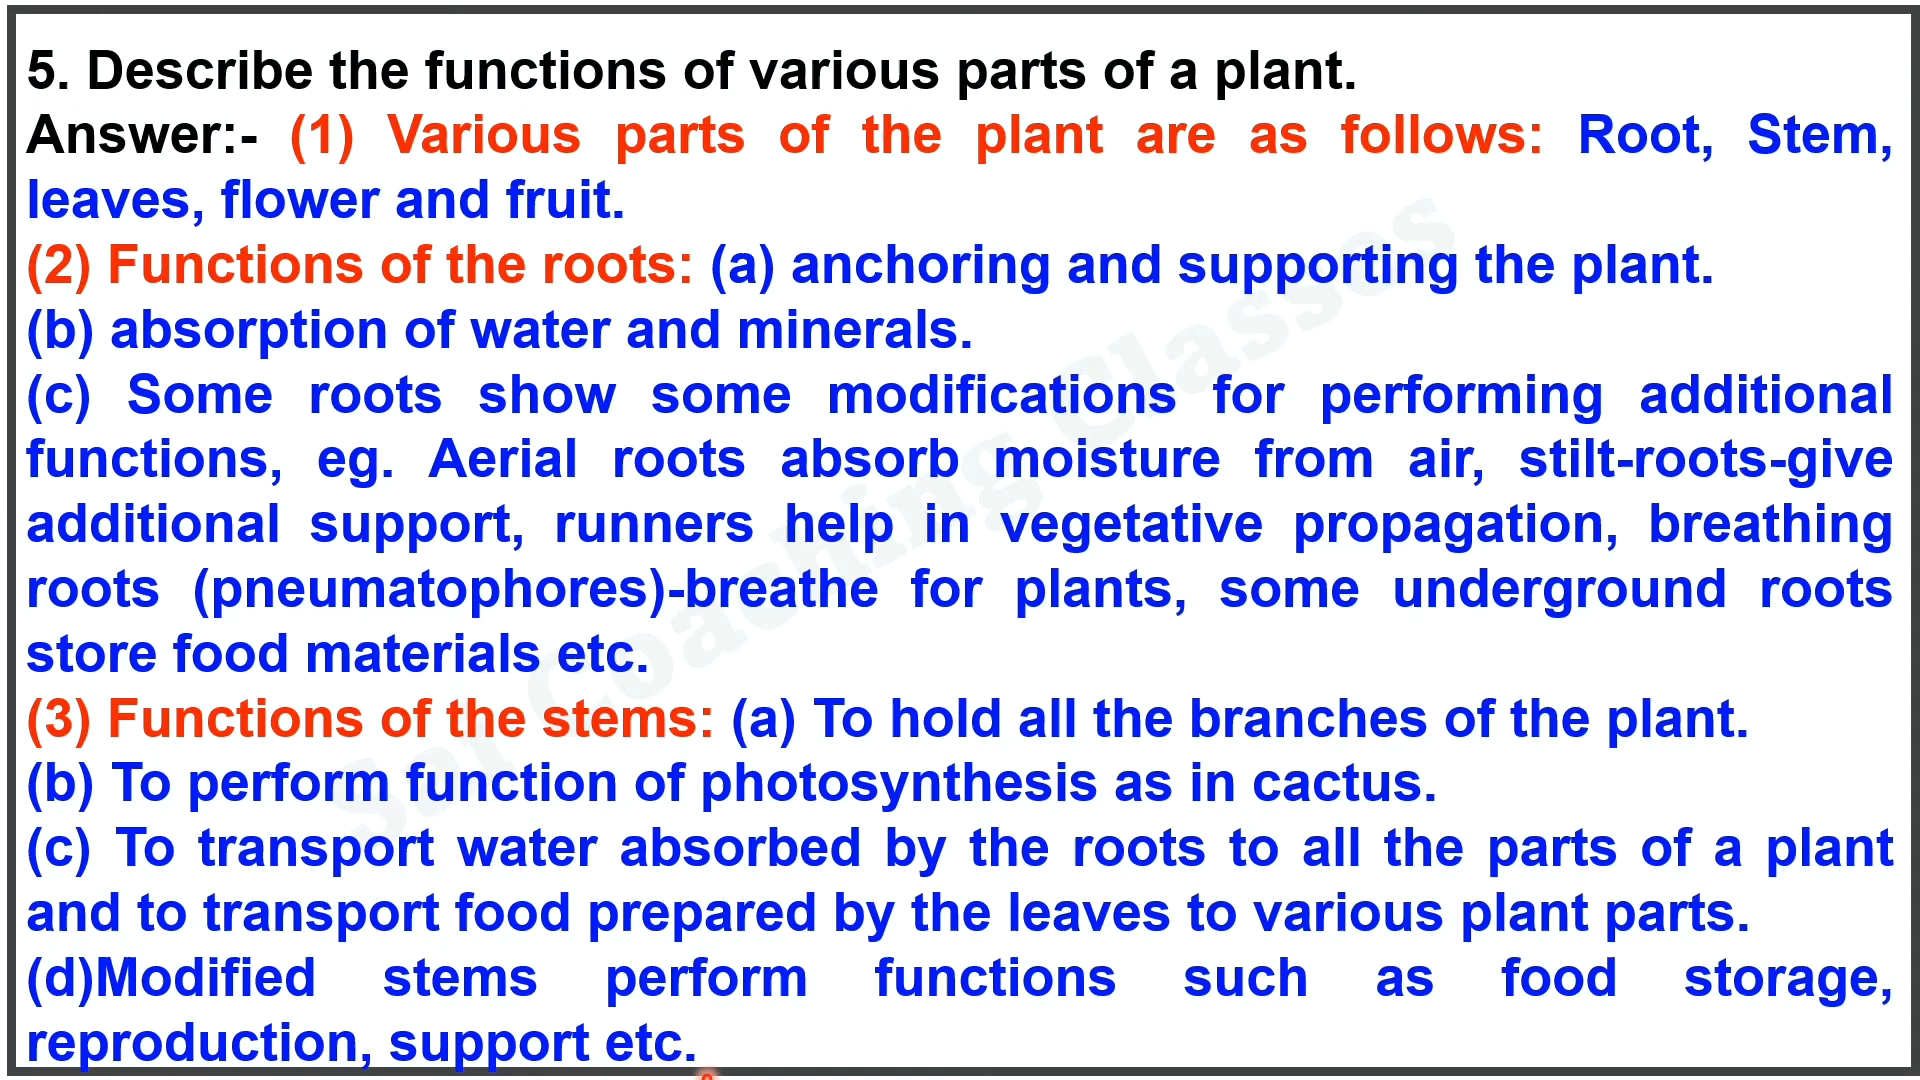 5. Describe the functions of various parts of a plant.
Answer:- (1) Various parts of the plant are as follows: Root, Stem,
leaves, flower and fruit.
(2) Functions of the roots: (a) anchoring and supporting the plant.
(b) absorption of water and minerals.
(c) Some roots show some modifications for performing additional
functions, eg. Aerial roots absorb moisture from air, stilt-roots-give
additional support, runners help in vegetative propagation, breathing
roots (pneumatophores)-breathe for plants, some underground roots
store food materials etc.
(3) Functions of the stems: (a) To hold all the branches of the plant.
(b) To perform function of photosynthesis as in cactus.
(c) To transport water absorbed by the roots to all the parts of a plant
and to transport food prepared by the leaves to various plant parts.
(d)Modified stems perform functions such as food storage,
reproduction, support etc.
Coaching Classes